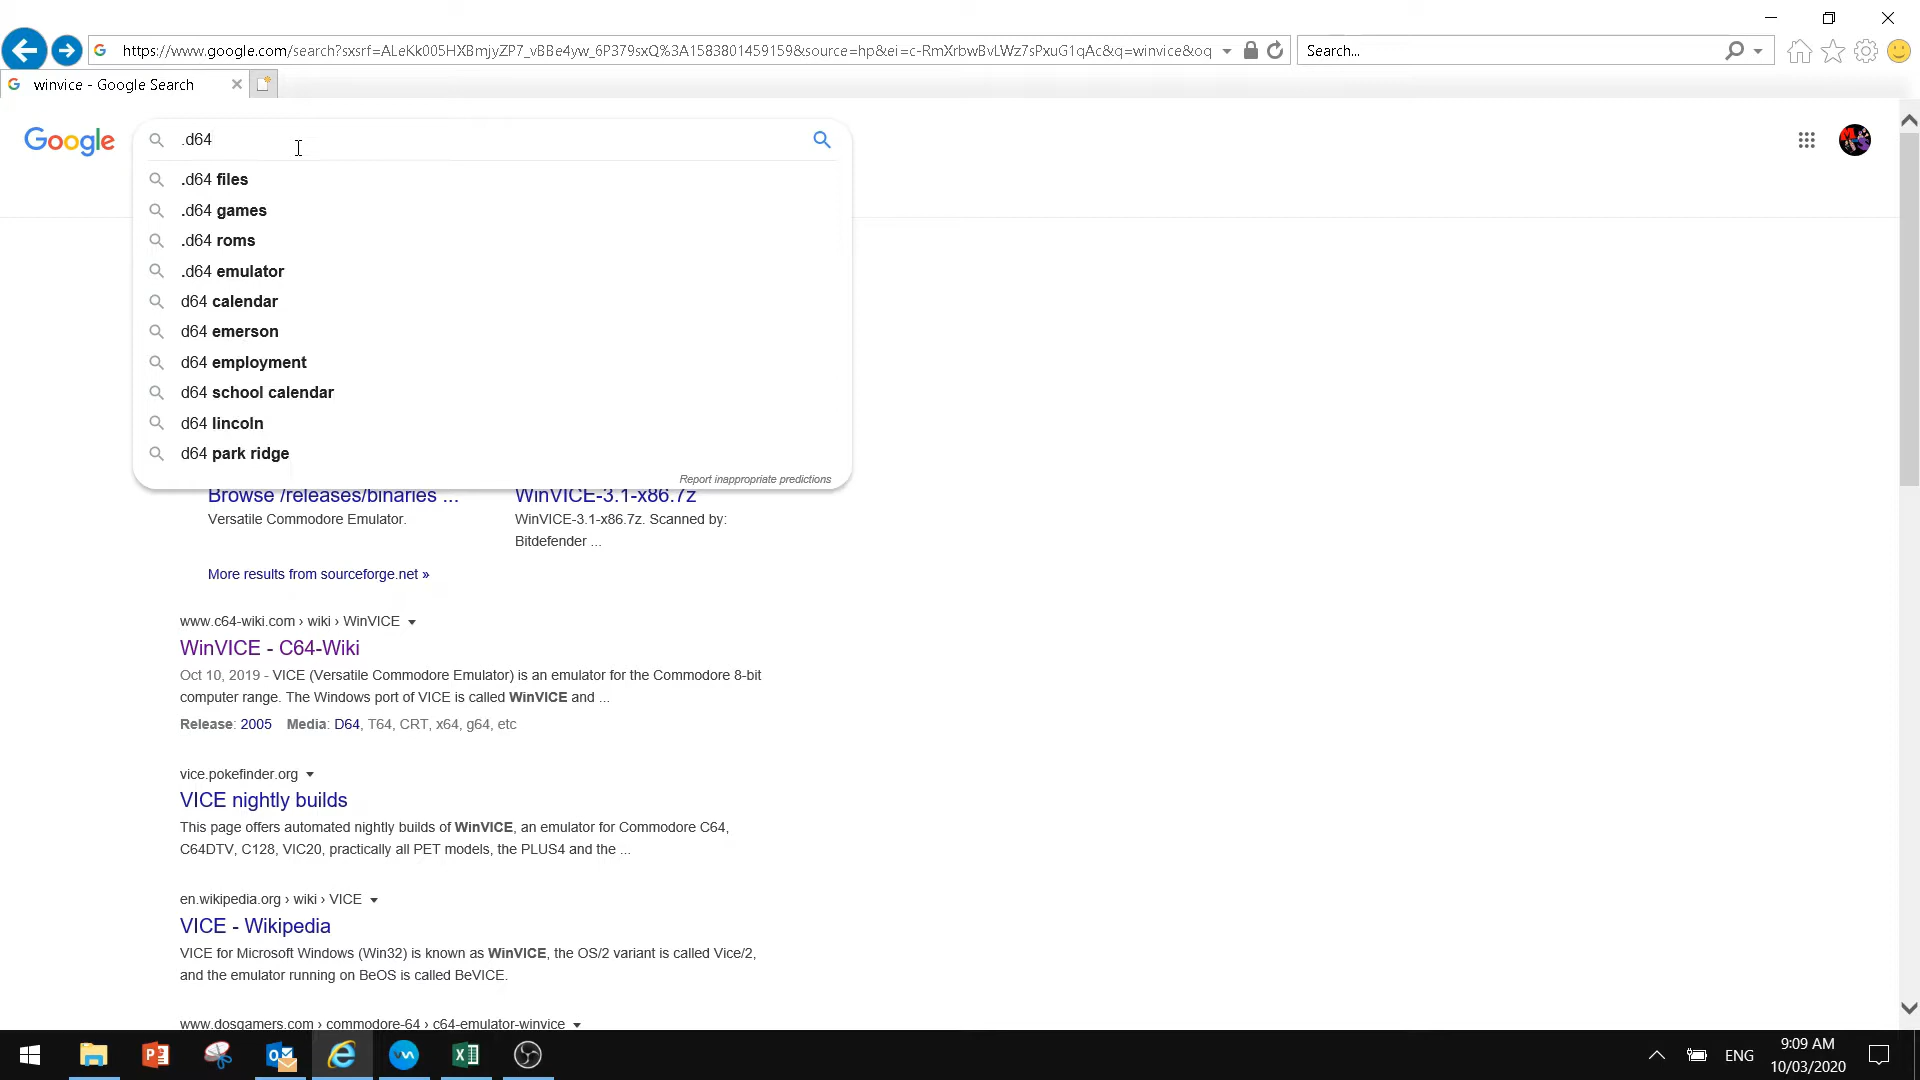 https://www.google.com/search?sxsrf=ALeKk005HXBmjyZP7_vBBe4yw_6P379sxQ%3A1583801459159&source=hp&ei=c-RmXrbwBvLWz7sPxuG1qAc&q=winvice&oq
Search...
winvice - Google Search
Google
.d64
.d64 files
.d64 games
.d64 roms
.d64 emulator
d64 calendar
d64 emerson
d64 employment
d64 school calendar
d64 lincoln
d64 park ridge
Report inappropriate predictions
Browse /releases/binaries ...
WinVICE-3.1-x86.7z
Versatile Commodore Emulator.
WinVICE-3.1-x86.7z. Scanned by:
Bitdefender ...
More results from sourceforge.net »
www.c64-wiki.com › wiki › WinVICE
WinVICE - C64-Wiki
Oct 10, 2019 - VICE (Versatile Commodore Emulator) is an emulator for the Commodore 8-bit
computer range. The Windows port of VICE is called WinVICE and ...
Release: 2005 Media: D64, T64, CRT, x64, g64, etc
vice.pokefinder.org
VICE nightly builds
This page offers automated nightly builds of WinVICE, an emulator for Commodore C64,
C64DTV, C128, VIC20, practically all PET models, the PLUS4 and the ...
en.wikipedia.org › wiki › VICE
VICE - Wikipedia
VICE for Microsoft Windows (Win32) is known as WinVICE, the OS/2 variant is called Vice/2,
and the emulator running on BeOS is called BeVICE.
www.dosgamers.com › commodore-64 › c64-emulator-winvice
ENG
9:09 AM
10/03/2020